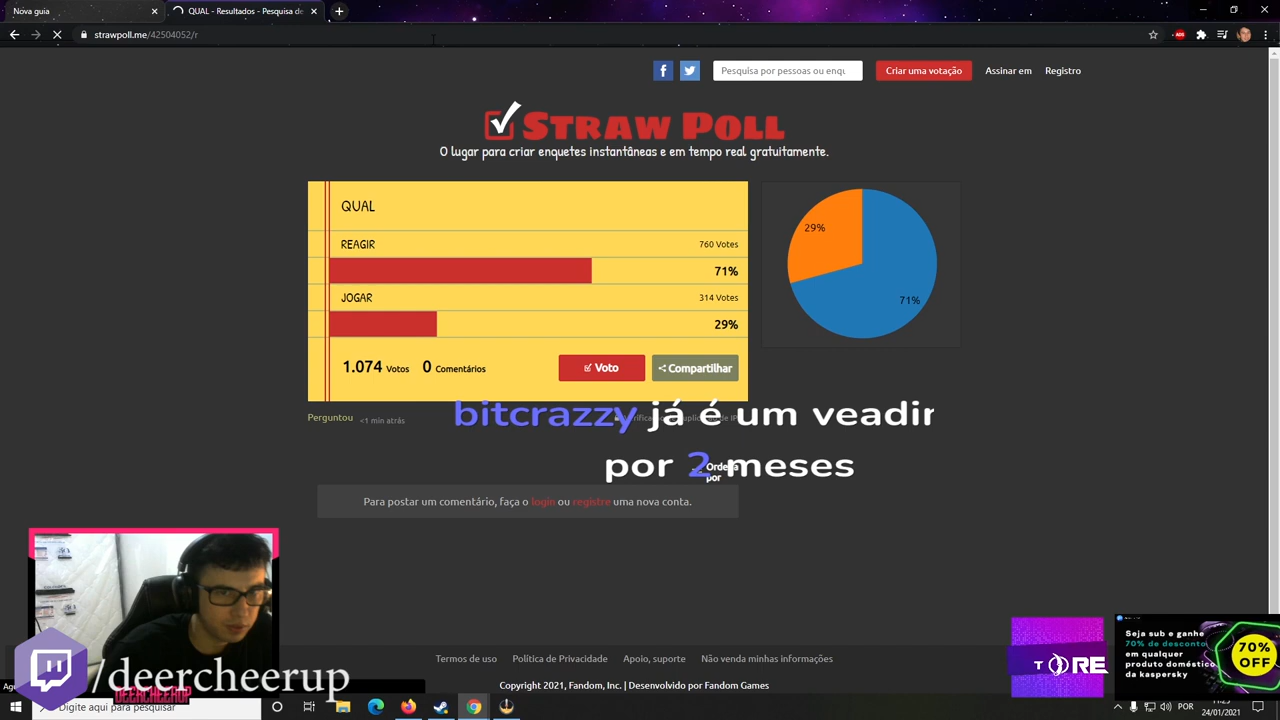 Nova guia
QUAL - Resultados - Pesquisa de
strawpoll.me/42504052/r
Pesquisa por pessoas ou enqu
Criar uma votação
Assinar em
Registro
STRAW POLL
O lugar para criar enquetes instantâneas e em tempo real gratuitamente.
QUAL
REAGIR
760 Votes
71%
JOGAR
314 Votes
29%
1.074 Votos
0 Comentários
Voto
Compartilhar
29%
71%
Perguntou
<1 min atrás
bitcrazzy já é um veadir
por 2 meses
Ordena
por
Para postar um comentário, faça o login ou registre uma nova conta.
/deercheerup
DEERCHEERUP
Termos de uso
Política de Privacidade
Apoio, suporte
Não venda minhas informações
Copyright 2021, Fandom, Inc. | Desenvolvido por Fandom Games
Seja sub e ganhe
70% de desconto
em qualquer
produto doméstico
da kaspersky
70%
OFF
Digite aqui para pesquisar
POR
24/01/2021